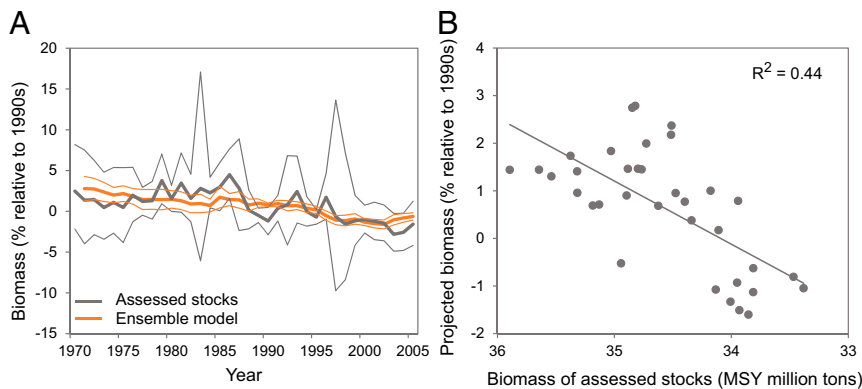 A
Biomass (% relative to 1990s)
20
15
10
5
0
-5
-10
-15
1970 1975 1980 1985 1990 1995 2000 2005
Year
Assessed stocks
Ensemble model
B
Projected biomass (% relative to 1990s)
4
3
2
1
0
-1
-2
36 35 34 33
Biomass of assessed stocks (MSY million tons)
R² = 0.44